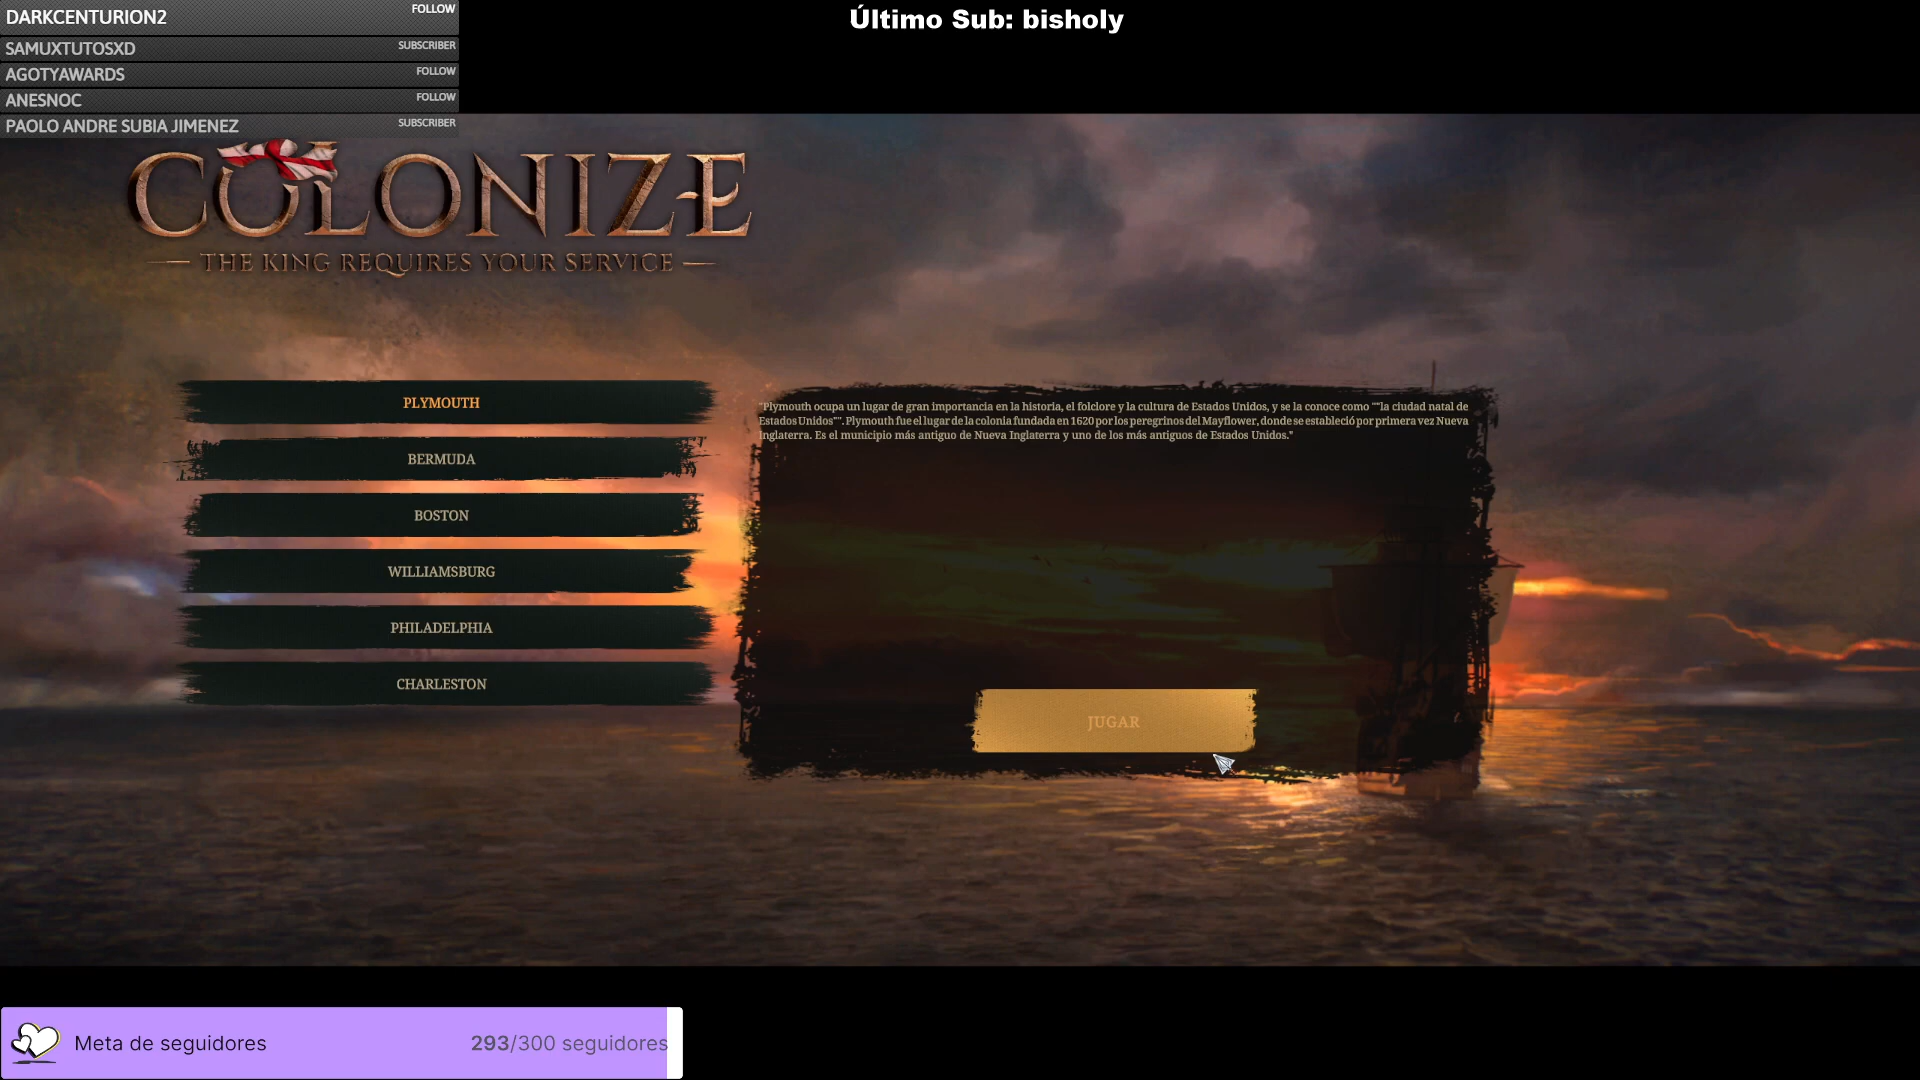 DARKCENTURION2 FOLLOW
SAMUXTUTOSXD SUBSCRIBER
AGOTYAWARDS FOLLOW
ANESNOC FOLLOW
PAOLO ANDRE SUBIA JIMENEZ SUBSCRIBER
Último Sub: bisholy
COLONIZE
THE KING REQUIRES YOUR SERVICE
PLYMOUTH
BERMUDA
BOSTON
WILLIAMSBURG
PHILADELPHIA
CHARLESTON
"Plymouth ocupa un lugar de gran importancia en la historia, el folclore y la cultura de Estados Unidos, y se la conoce como ""la ciudad natal de
Estados Unidos"". Plymouth fue el lugar de la colonia fundada en 1620 por los peregrinos del Mayflower, donde se estableció por primera vez Nueva
Inglaterra. Es el municipio más antiguo de Nueva Inglaterra y uno de los más antiguos de Estados Unidos."
JUGAR
Meta de seguidores 293/300 seguidores